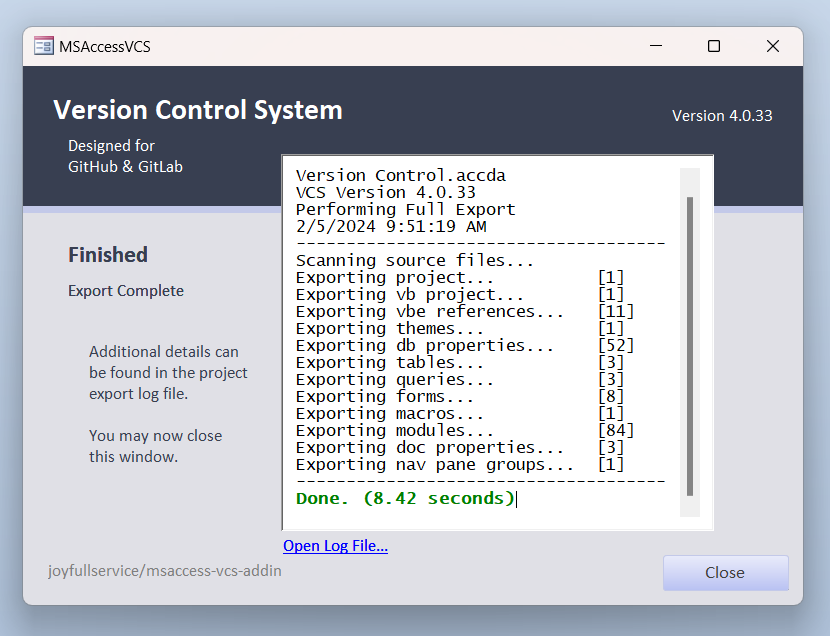 MSAccessVCS
Version Control System
Version 4.0.33
Designed for
GitHub & GitLab
Version Control.accda
VCS Version 4.0.33
Performing Full Export
2/5/2024 9:51:19 AM
-------------------------------------
Scanning source files...
Exporting project... [1]
Exporting vb project... [1]
Exporting vbe references... [11]
Exporting themes... [1]
Exporting db properties... [52]
Exporting tables... [3]
Exporting queries... [3]
Exporting forms... [8]
Exporting macros... [1]
Exporting modules... [84]
Exporting doc properties... [3]
Exporting nav pane groups... [1]
-------------------------------------
Done. (8.42 seconds)
Finished
Export Complete
Additional details can
be found in the project
export log file.
You may now close
this window.
Open Log File...
joyfullservice/msaccess-vcs-addin
Close